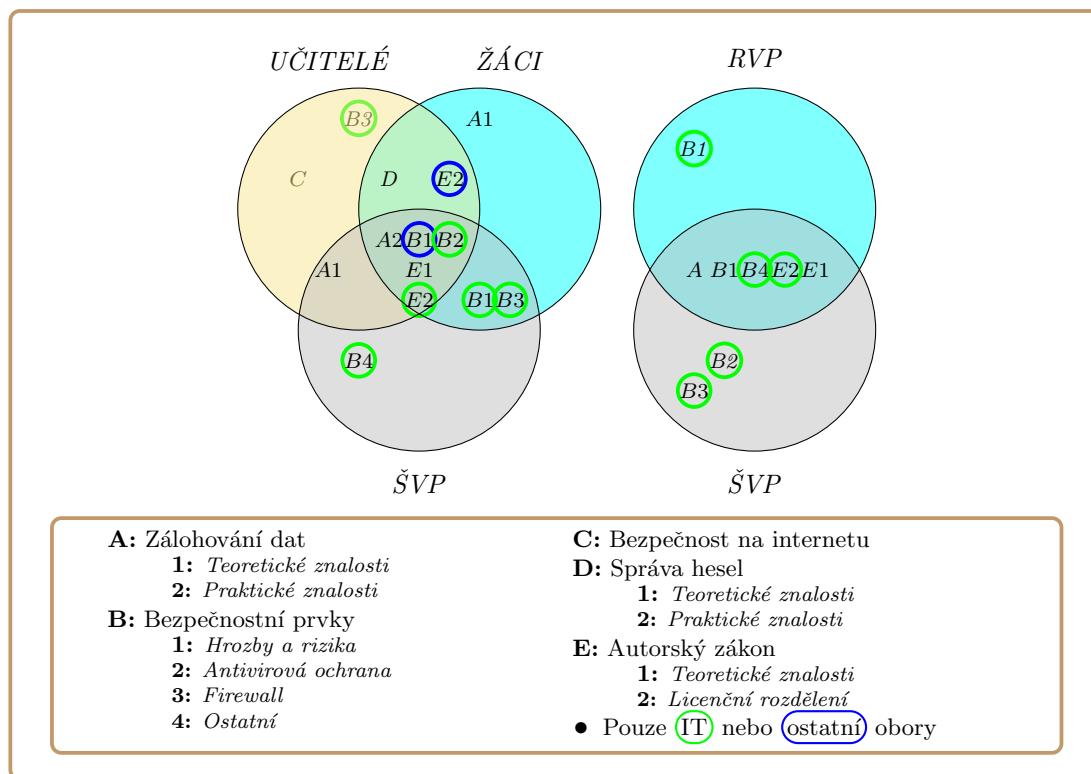 UČITELÉ ŽÁCI RVP
B3 A1
B1
C D E2
A2 B1 B2
A1 E1 A B1 B4 E2 E1
E2 B1 B3
B4 B2
B3
ŠVP ŠVP
A: Zálohování dat
1: Teoretické znalosti
2: Praktické znalosti
B: Bezpečnostní prvky
1: Hrozby a rizika
2: Antivirová ochrana
3: Firewall
4: Ostatní
C: Bezpečnost na internetu
D: Správa hesel
1: Teoretické znalosti
2: Praktické znalosti
E: Autorský zákon
1: Teoretické znalosti
2: Licenční rozdělení
• Pouze IT nebo ostatní obory